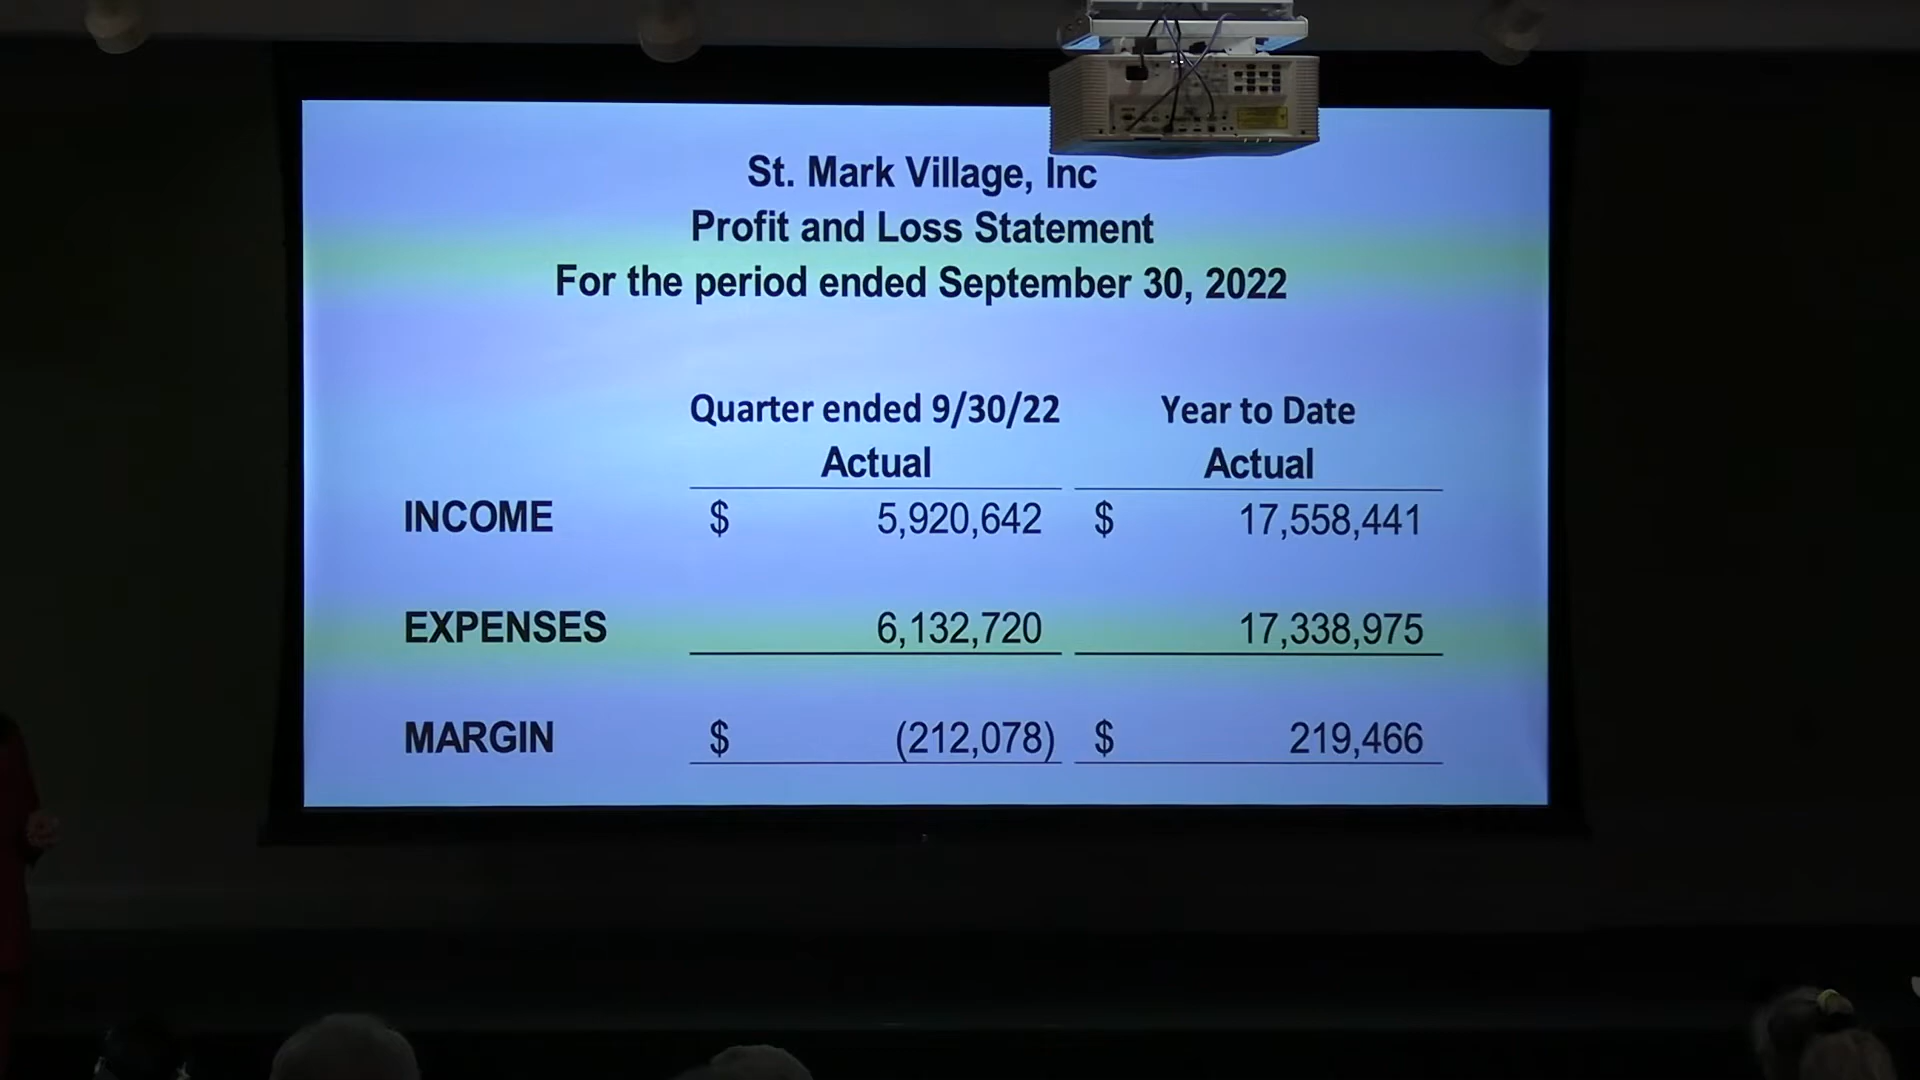 St. Mark Village, Inc
Profit and Loss Statement
For the period ended September 30, 2022
Quarter ended 9/30/22 Year to Date
Actual Actual
INCOME $ 5,920,642 $ 17,558,441
EXPENSES 6,132,720 17,338,975
MARGIN $ (212,078) $ 219,466